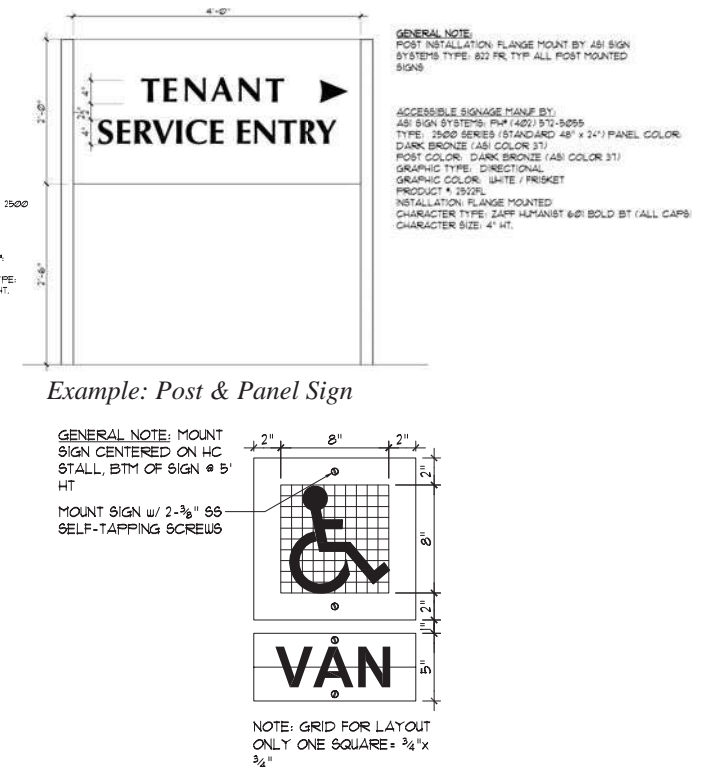 4'-0"
GENERAL NOTE:
POST INSTALLATION: FLANGE MOUNT BY ASI SIGN
SYSTEMS TYPE: 822 FR, TYP ALL POST MOUNTED
SIGNS
TENANT
SERVICE ENTRY
4"
2½"
4"
2'-0"
2'-6"
ACCESSIBLE SIGNAGE MANUF BY:
ASI SIGN SYSTEMS: PH# (402) 572-5055
TYPE: 2500 SERIES (STANDARD 48" x 24") PANEL COLOR:
DARK BRONZE (ASI COLOR 37)
POST COLOR: DARK BRONZE (ASI COLOR 37)
GRAPHIC TYPE: DIRECTIONAL
GRAPHIC COLOR: WHITE / FRISKET
PRODUCT #: 2522FL
INSTALLATION: FLANGE MOUNTED
CHARACTER TYPE: ZAPF HUMANIST 601 BOLD BT (ALL CAPS
CHARACTER SIZE: 4" HT.
2500
YPE:
HT.
Example: Post & Panel Sign
GENERAL NOTE: MOUNT
SIGN CENTERED ON HC
STALL, BTM OF SIGN @ 5'
HT
MOUNT SIGN w/ 2-⅜" SS
SELF-TAPPING SCREWS
2" 8" 2"
2"
8"
2"
1"
5"
VAN
NOTE: GRID FOR LAYOUT
ONLY ONE SQUARE= ¾"x
¾"